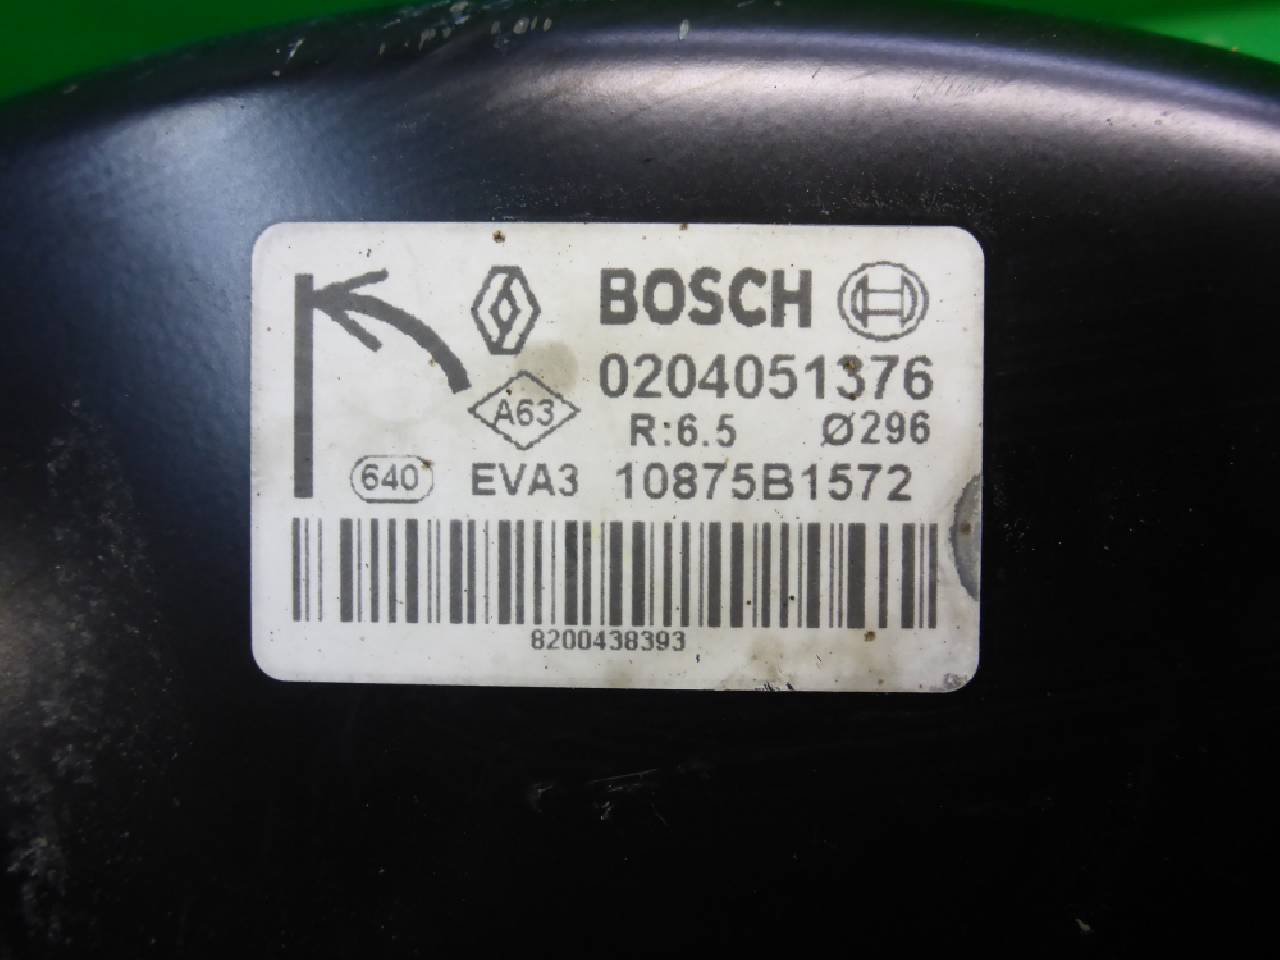 BOSCH
0204051376
A63
R:6.5 Ø296
640 EVA3 10875B1572
8200438393